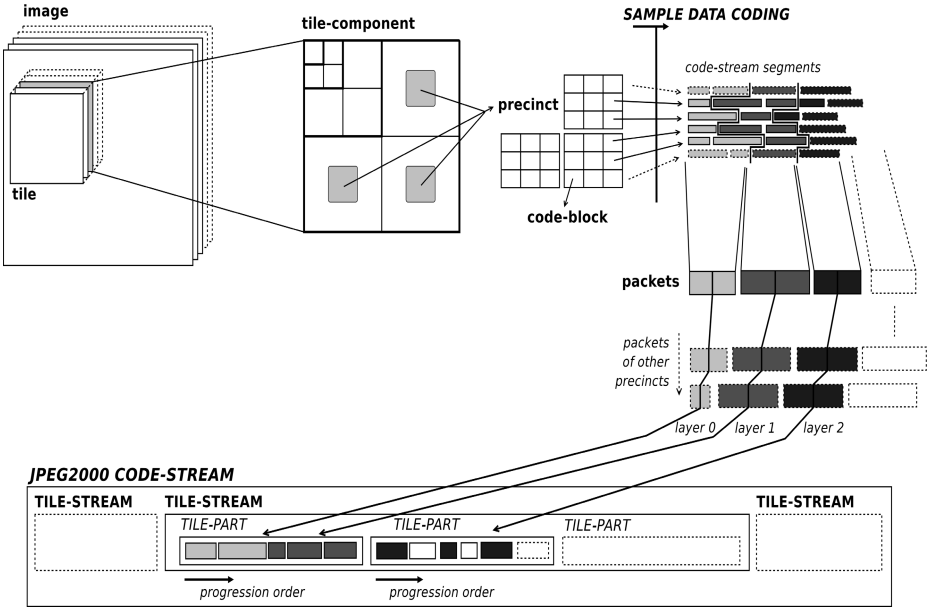 image
tile
tile-component
precinct
code-block
SAMPLE DATA CODING
code-stream segments
packets
packets
of other
precincts
layer 0
layer 1
layer 2
JPEG2000 CODE-STREAM
TILE-STREAM
TILE-STREAM
TILE-STREAM
TILE-PART
TILE-PART
TILE-PART
progression order
progression order